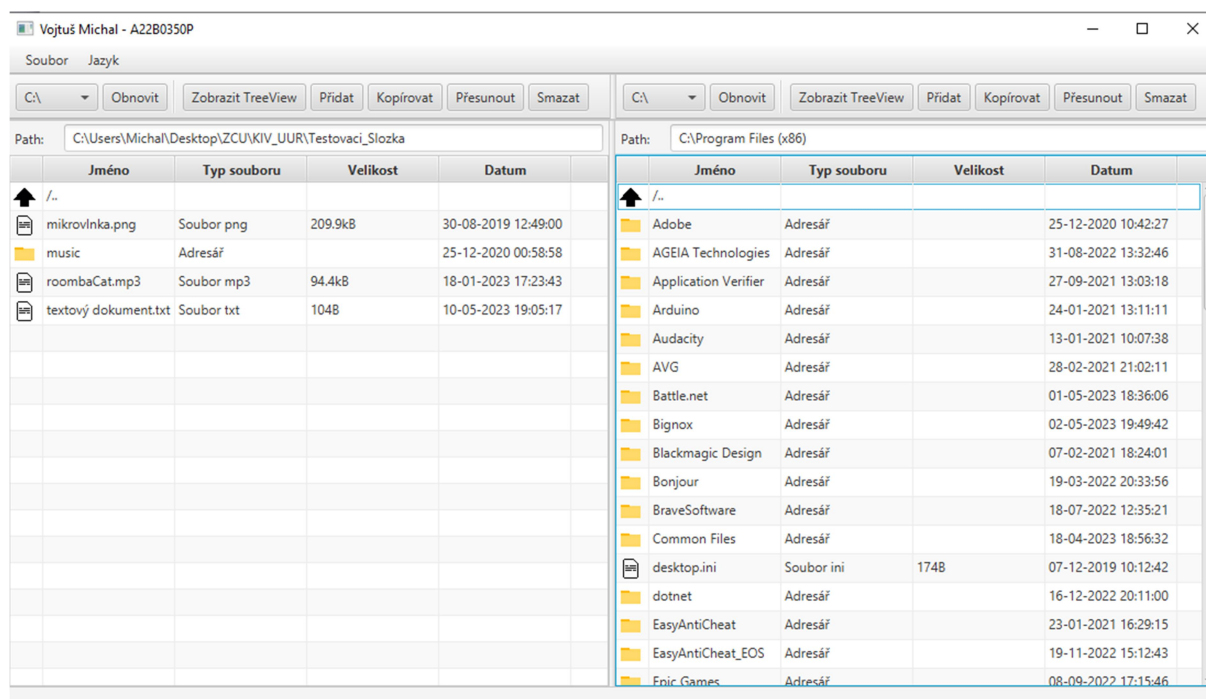 Vojtuš Michal - A22B0350P
Soubor Jazyk
C:\ Obnovit Zobrazit TreeView Přidat Kopírovat Přesunout Smazat
Path: C:\Users\Michal\Desktop\ZCU\KIV_UUR\Testovaci_Slozka
Jméno Typ souboru Velikost Datum
/..
mikrovlnka.png Soubor png 209.9kB 30-08-2019 12:49:00
music Adresář 25-12-2020 00:58:58
roombaCat.mp3 Soubor mp3 94.4kB 18-01-2023 17:23:43
textový dokument.txt Soubor txt 104B 10-05-2023 19:05:17
C:\ Obnovit Zobrazit TreeView Přidat Kopírovat Přesunout Smazat
Path: C:\Program Files (x86)
Jméno Typ souboru Velikost Datum
/..
Adobe Adresář 25-12-2020 10:42:27
AGEIA Technologies Adresář 31-08-2022 13:32:46
Application Verifier Adresář 27-09-2021 13:03:18
Arduino Adresář 24-01-2021 13:11:11
Audacity Adresář 13-01-2021 10:07:38
AVG Adresář 28-02-2021 21:02:11
Battle.net Adresář 01-05-2023 18:36:06
Bignox Adresář 02-05-2023 19:49:42
Blackmagic Design Adresář 07-02-2021 18:24:01
Bonjour Adresář 19-03-2022 20:33:56
BraveSoftware Adresář 18-07-2022 12:35:21
Common Files Adresář 18-04-2023 18:56:32
desktop.ini Soubor ini 174B 07-12-2019 10:12:42
dotnet Adresář 16-12-2022 20:11:00
EasyAntiCheat Adresář 23-01-2021 16:29:15
EasyAntiCheat_EOS Adresář 19-11-2022 15:12:43
Epic Games Adresář 08-09-2022 17:15:46